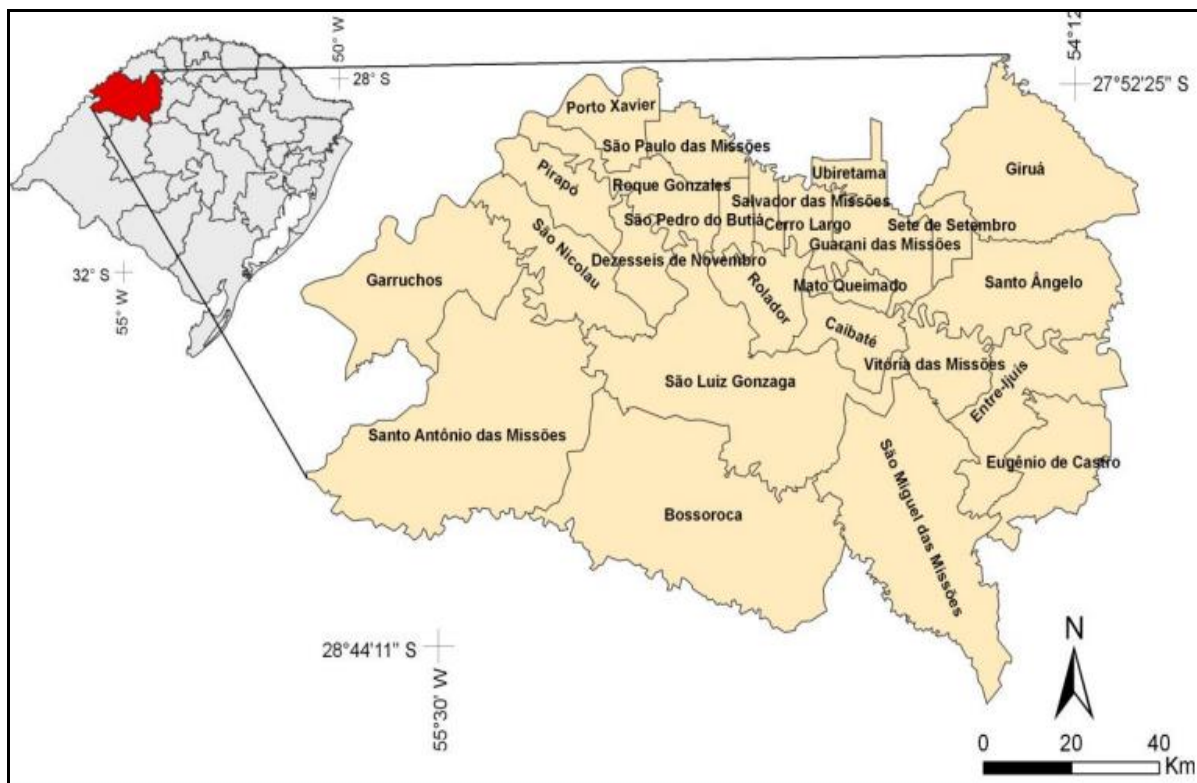 50° W
28° S
32° S
55° W
54°12
27°52'25" S
Porto Xavier
São Paulo das Missões
Pirapó
Roque Gonzales
Ubiretama
Giruá
Salvador das Missões
São Pedro do Butiá
Cerro Largo
Sete de Setembro
Guarani das Missões
São Nicolau
Dezesseis de Novembro
Garruchos
Rolador
Mato Queimado
Santo Ângelo
Caibaté
Vitória das Missões
São Luiz Gonzaga
Entre-Ijuís
Santo Antônio das Missões
Eugênio de Castro
São Miguel das Missões
Bossoroca
28°44'11" S
55°30' W
N
0 20 40
Km